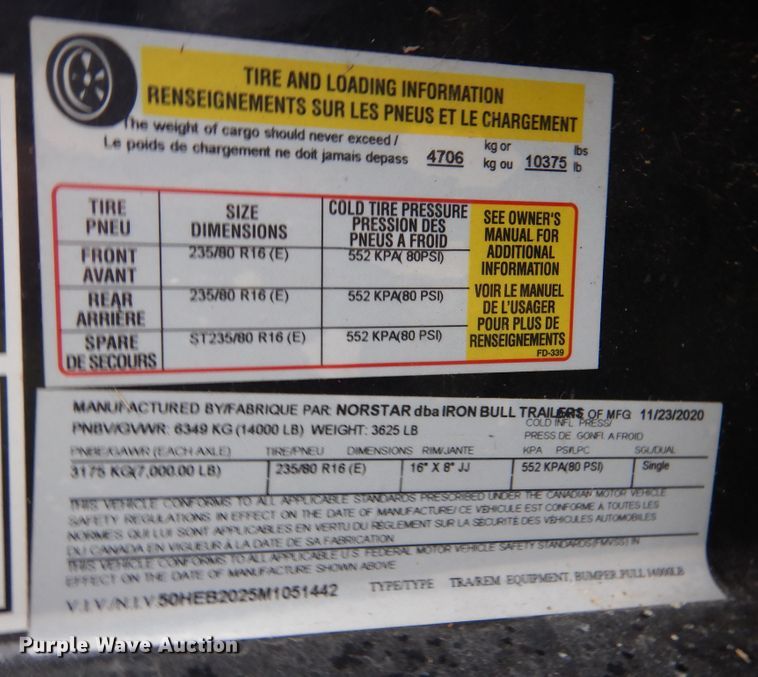 TIRE AND LOADING INFORMATION
RENSEIGNEMENTS SUR LES PNEUS ET LE CHARGEMENT
The weight of cargo should never exceed / kg or lbs
Le poids de chargement ne doit jamais depass 4706 kg ou 10375 lb
TIRE PNEU SIZE DIMENSIONS COLD TIRE PRESSURE PRESSION DES PNEUS A FROID
FRONT AVANT 235/80 R16 (E) 552 KPA( 80PSI)
REAR ARRIÈRE 235/80 R16 (E) 552 KPA(80 PSI)
SPARE DE SECOURS ST235/80 R16 (E) 552 KPA(80 PSI)
SEE OWNER'S
MANUAL FOR
ADDITIONAL
INFORMATION
VOIR LE MANUEL
DE L'USAGER
POUR PLUS DE
RENSEIGNEMENTS
FD-339
MANUFACTURED BY/FABRIQUE PAR: NORSTAR dba IRON BULL TRAILERS OF MFG 11/23/2020
PNBV/GVWR: 6349 KG (14000 LB) WEIGHT: 3625 LB COLD INFL PRESS/
PRESS DE GONFL A FROID
PNBE/GAWR (EACH AXLE) TIRE/PNEU DIMENSIONS RIM/JANTE KPA PSI/LPC SGL/DUAL
3175 KG(7,000.00 LB) 235/80 R16 (E) 16" X 8" JJ 552 KPA(80 PSI) Single
THIS VEHICLE CONFORMS TO ALL APPLICABLE STANDARDS PRESCRIBED UNDER THE CANADIAN MOTOR VEHICLE
SAFETY REGULATIONS IN EFFECT ON THE DATE OF MANUFACTURE/ CE VEHICULE EST CONFORME A TOUTES LES
NORMES QUI LUI SONT APPLICABLES EN VERTU DU RÈGLEMENT SUR LA SÉCURITÉ DES VÉHICULES AUTOMOBILES
DU CANADA EN VIGUEUR À LA DATE DE SA FABRICATION
THIS VEHICLE CONFORMS TO ALL APPLICABLE U.S. FEDERAL MOTOR VEHICLE SAFETY STANDARDS(FMVSS) IN
EFFECT ON THE DATE OF MANUFACTURE SHOWN ABOVE
V.I.V./N.I.V.50HEB2025M1051442 TYPE/TYPE TRA/REM EQUIPMENT, BUMPER PULL 14000LB
Purple Wave Auction